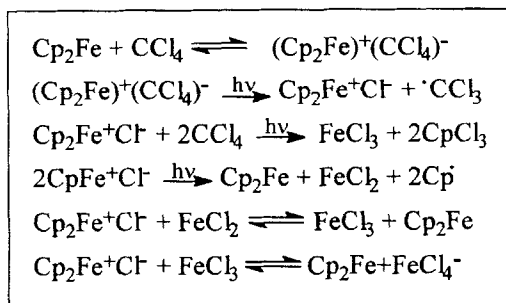 Cp₂Fe + CCl₄ ⇌ (Cp₂Fe)⁺(CCl₄)⁻
(Cp₂Fe)⁺(CCl₄)⁻ hν→ Cp₂Fe⁺Cl⁻ + ˙CCl₃
Cp₂Fe⁺Cl⁻ + 2CCl₄ hν→ FeCl₃ + 2CpCl₃
2CpFe⁺Cl⁻ hν→ Cp₂Fe + FeCl₂ + 2Cp˙
Cp₂Fe⁺Cl⁻ + FeCl₂ ⇌ FeCl₃ + Cp₂Fe
Cp₂Fe⁺Cl⁻ + FeCl₃ ⇌ Cp₂Fe+FeCl₄⁻